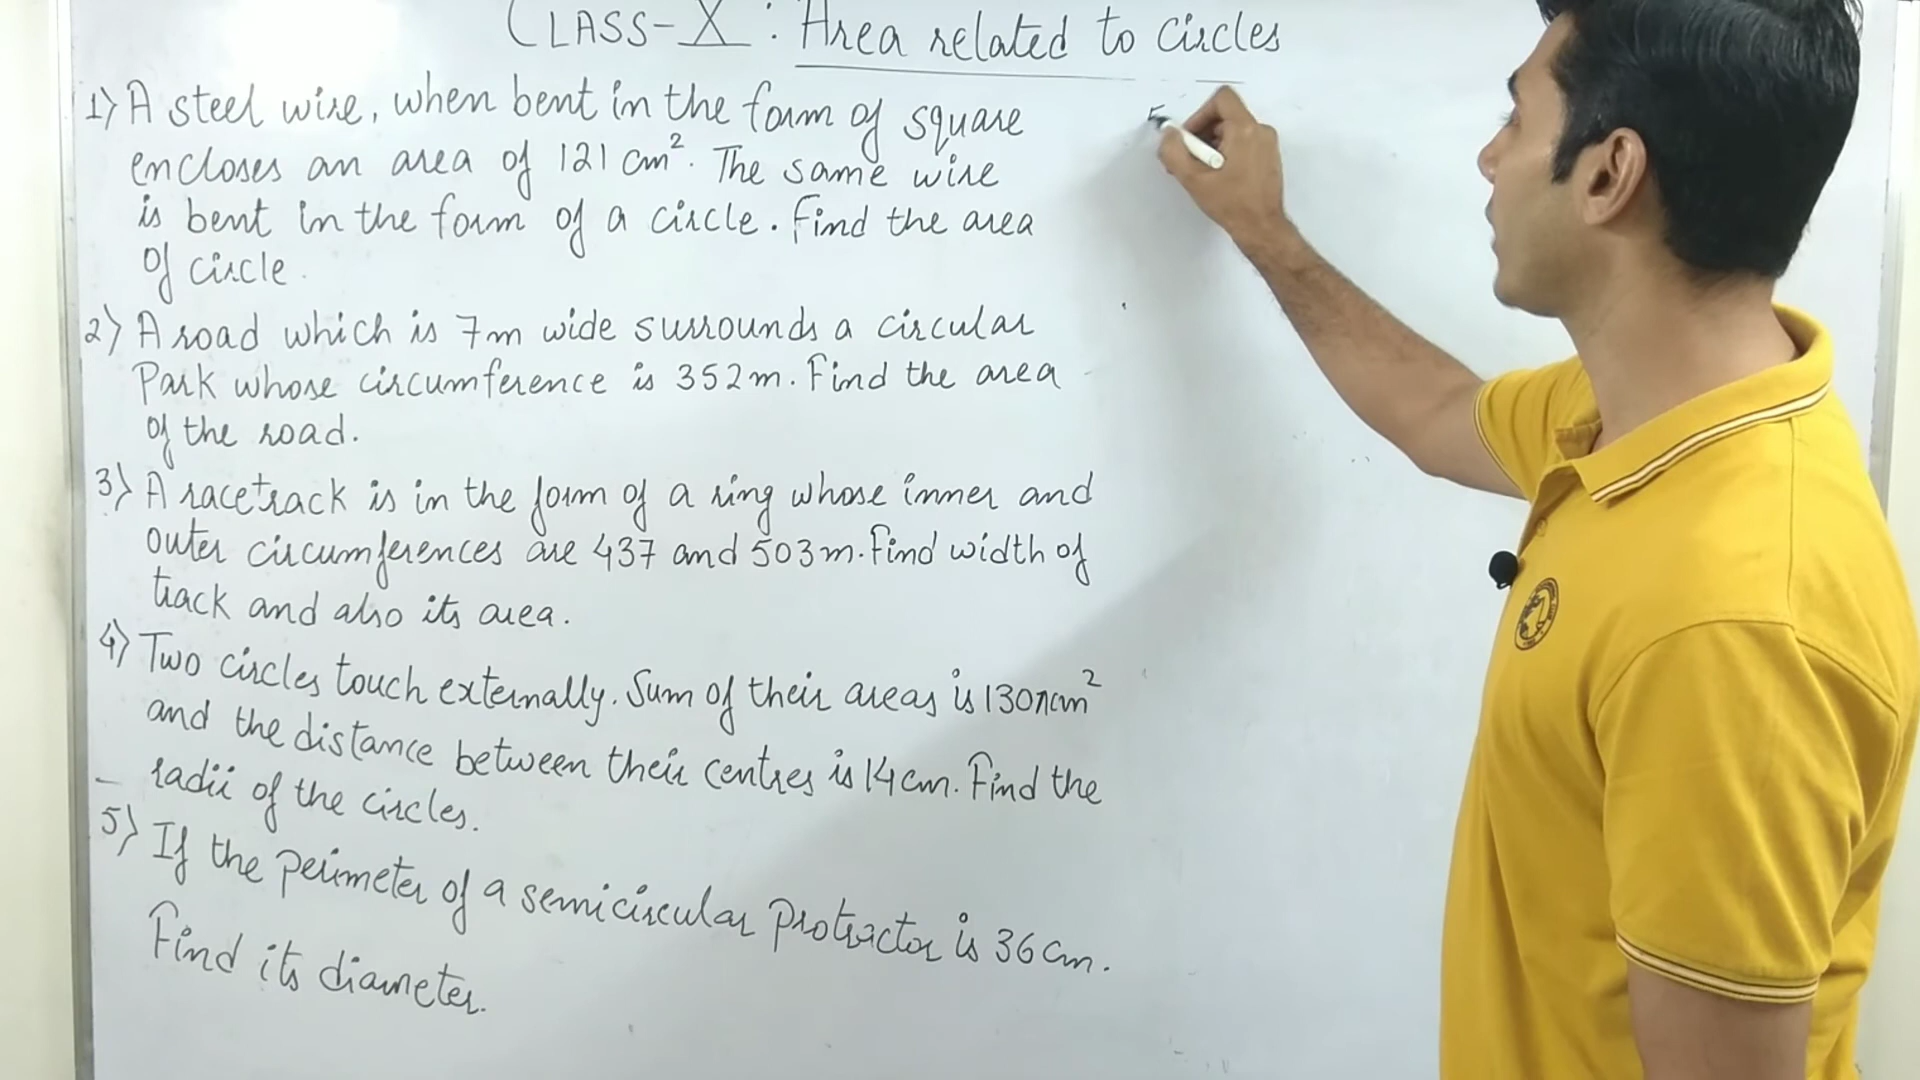 CLASS-X : Area related to circles
1) A steel wire, when bent in the form of square
encloses an area of 121 cm². The same wire
is bent in the form of a circle. Find the area
of circle.
2) A road which is 7m wide surrounds a circular
Park whose circumference is 352m. Find the area
of the road.
3) A racetrack is in the form of a ring whose inner and
outer circumferences are 437 and 503m. Find width of
track and also its area.
4) Two circles touch externally. Sum of their areas is 130πcm²
and the distance between their centres is 14cm. Find the
radii of the circles.
5) If the perimeter of a semicircular Protractor is 36cm.
Find its diameter.